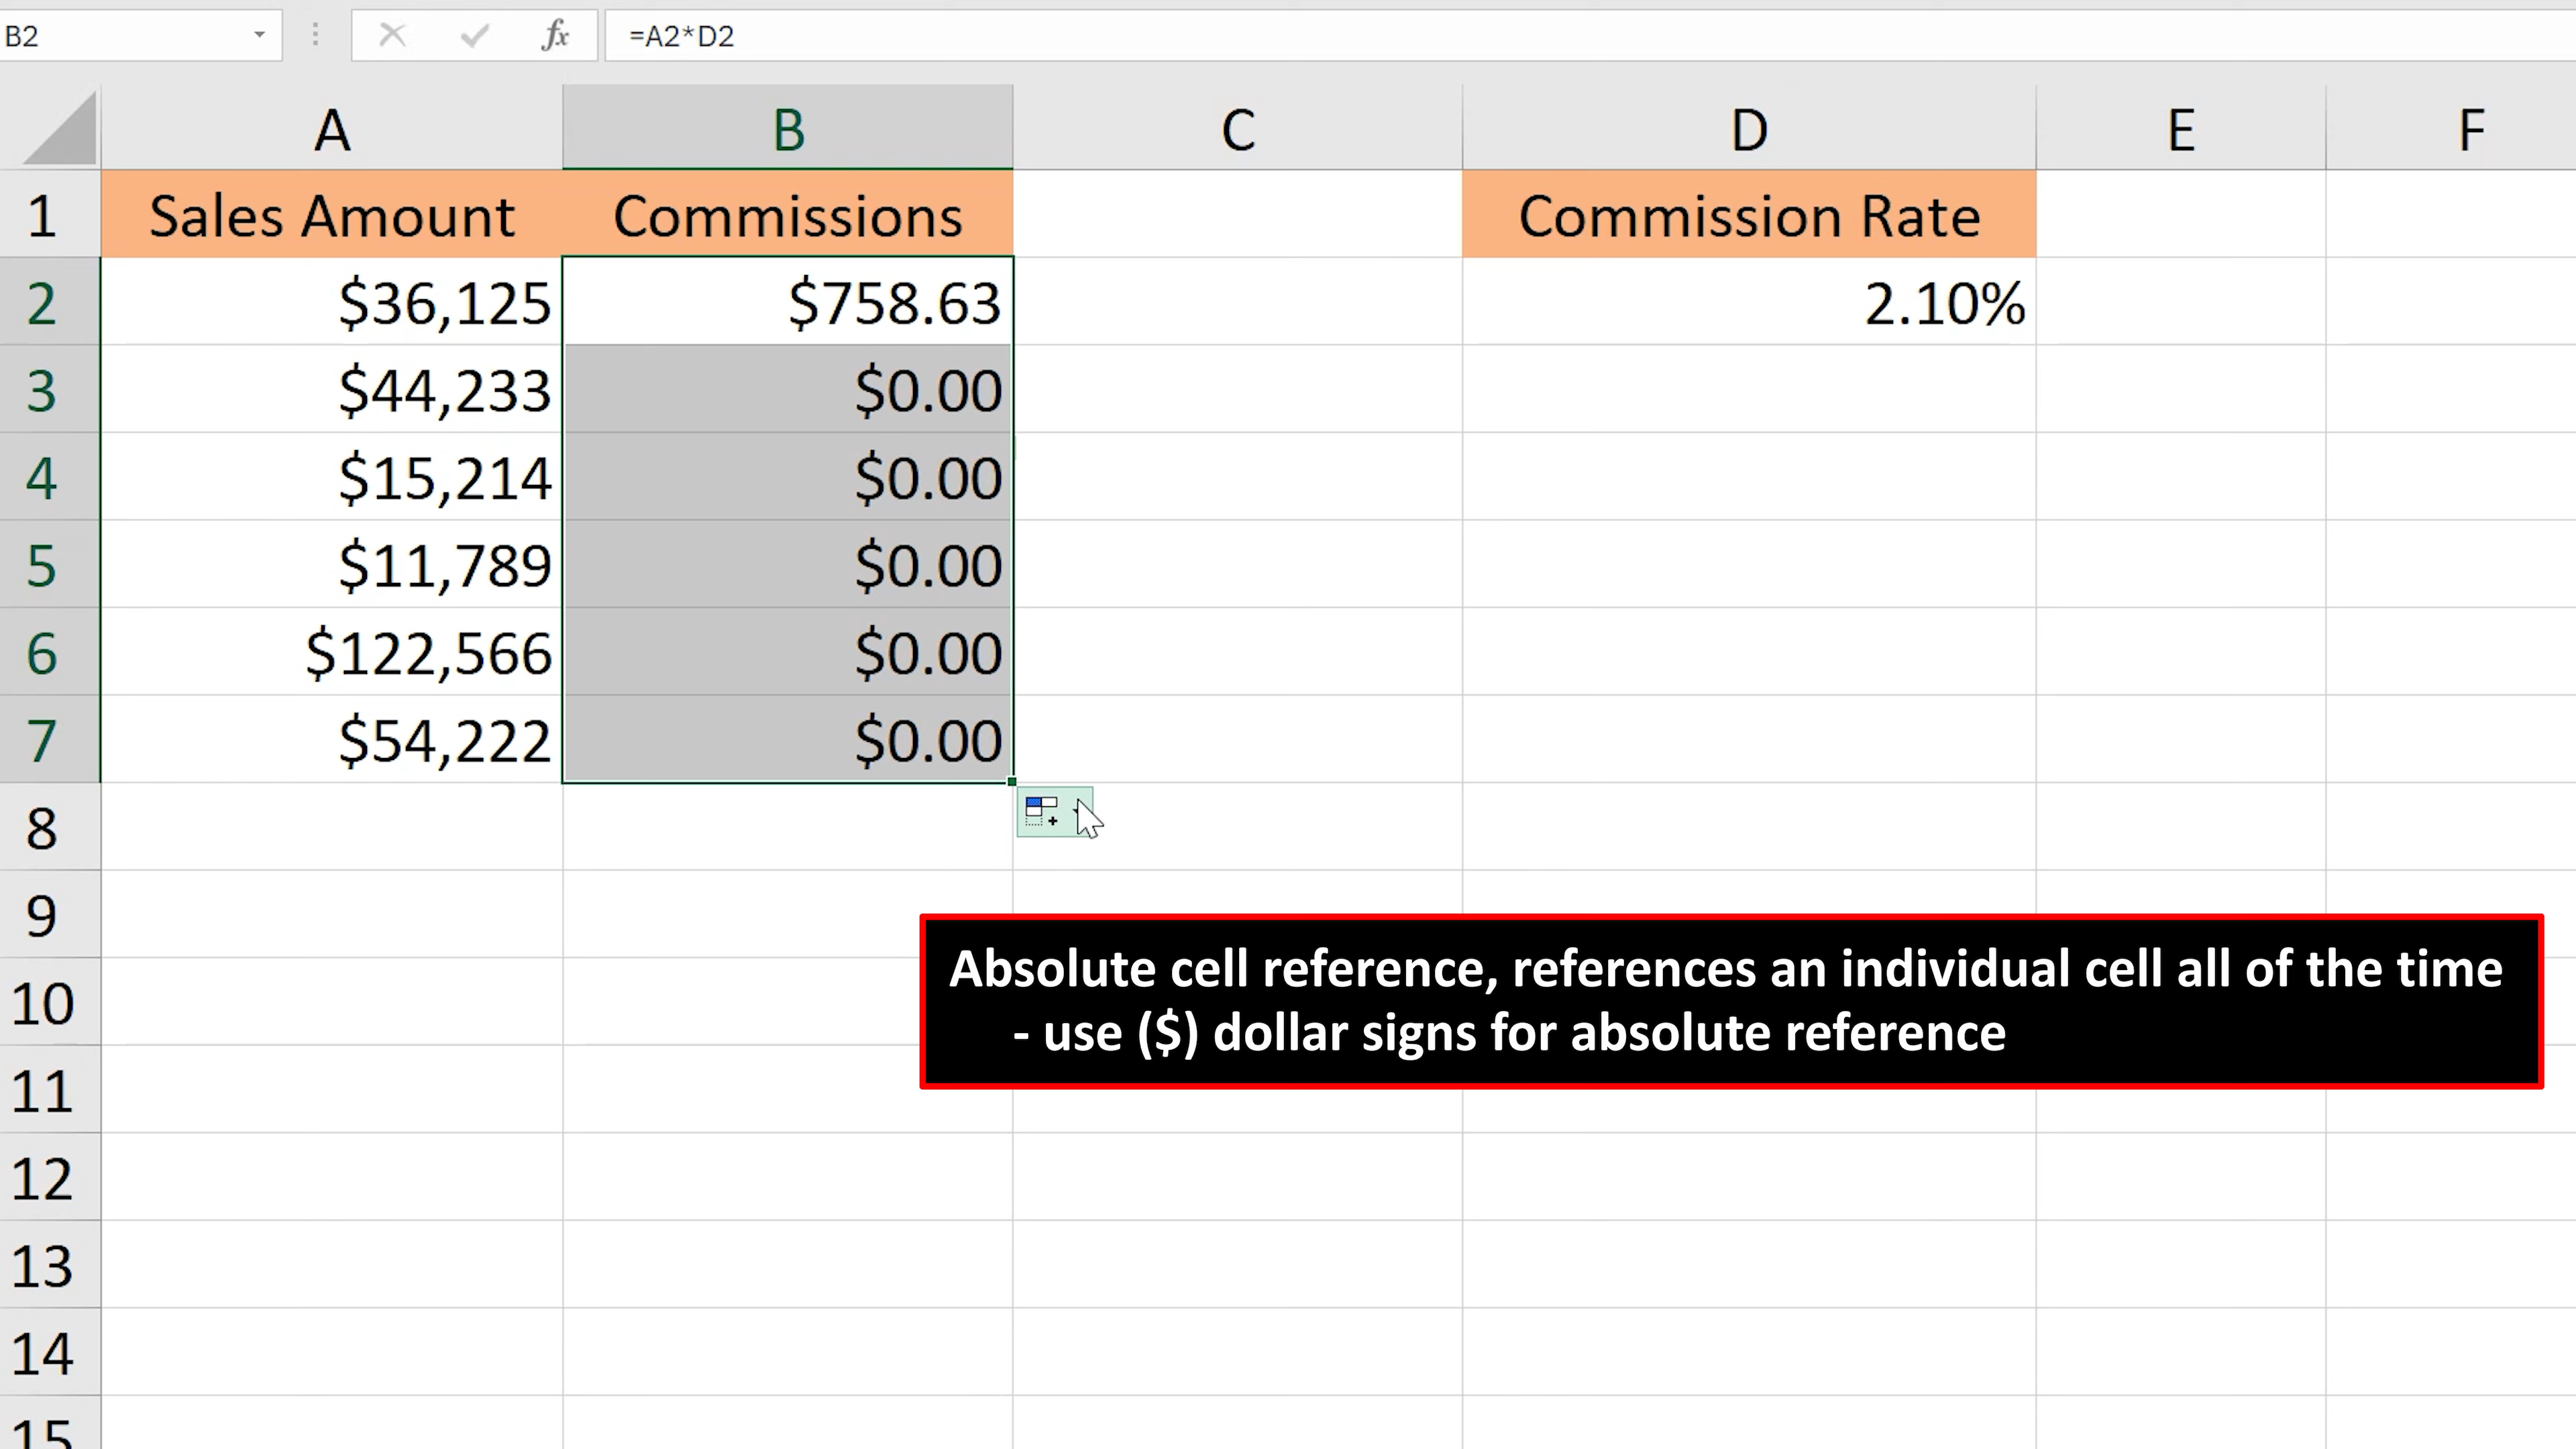 B2 fx =A2*D2
A B C D E F
1 Sales Amount Commissions Commission Rate
2 $36,125 $758.63 2.10%
3 $44,233 $0.00
4 $15,214 $0.00
5 $11,789 $0.00
6 $122,566 $0.00
7 $54,222 $0.00
8
9
Absolute cell reference, references an individual cell all of the time
10
- use ($) dollar signs for absolute reference
11
12
13
14
15